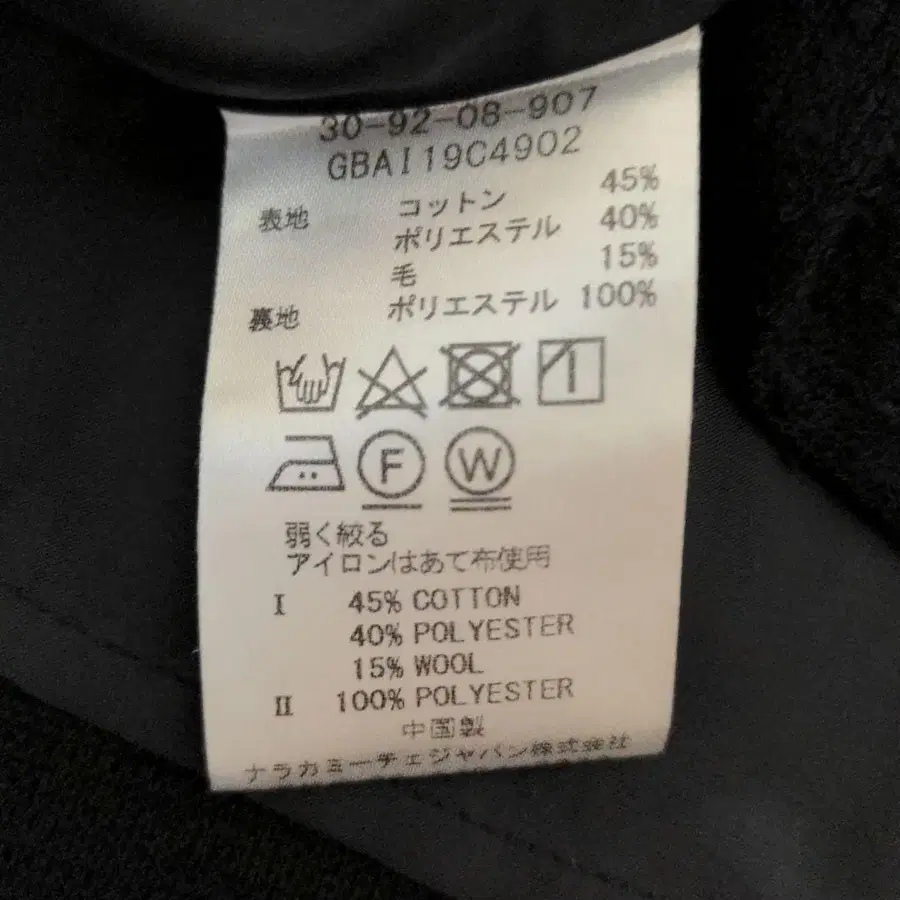 30-92-08-907
GBAI19C4902
表地 コットン 45%
ポリエステル 40%
毛 15%
裏地 ポリエステル 100%
F W
弱く絞る
アイロンはあて布使用
I 45% COTTON
40% POLYESTER
15% WOOL
II 100% POLYESTER
中国製
ナラカミーチェジャパン株式会社